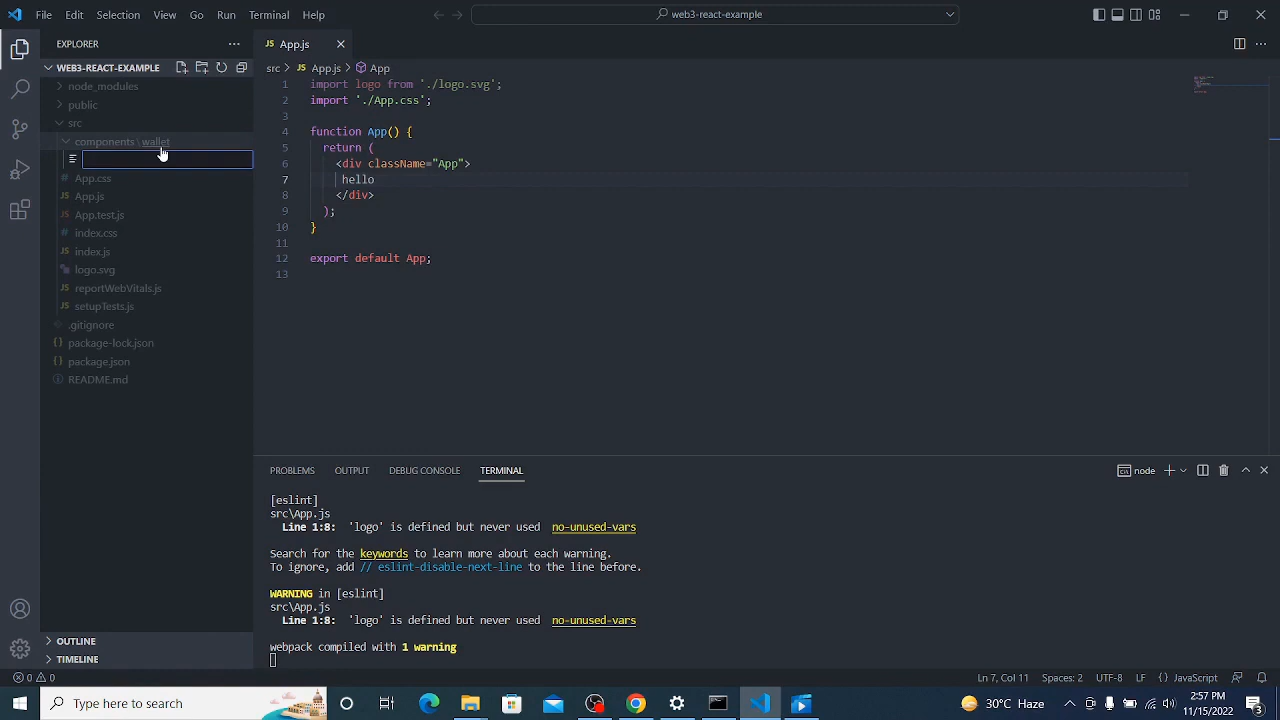 File Edit Selection View Go Run Terminal Help
web3-react-example
EXPLORER
WEB3-REACT-EXAMPLE
node_modules
public
src
components \ wallet
App.css
App.js
App.test.js
index.css
index.js
logo.svg
reportWebVitals.js
setupTests.js
.gitignore
package-lock.json
package.json
README.md
OUTLINE
TIMELINE
JS App.js
src > JS App.js > App
1 import logo from './logo.svg';
2 import './App.css';
3
4 function App() {
5 return (
6 <div className="App">
7 hello
8 </div>
9 );
10 }
11
12 export default App;
13
PROBLEMS OUTPUT DEBUG CONSOLE TERMINAL
node
[eslint]
src\App.js
Line 1:8: 'logo' is defined but never used no-unused-vars
Search for the keywords to learn more about each warning.
To ignore, add // eslint-disable-next-line to the line before.
WARNING in [eslint]
src\App.js
Line 1:8: 'logo' is defined but never used no-unused-vars
webpack compiled with 1 warning
0 0
Ln 7, Col 11 Spaces: 2 UTF-8 LF {} JavaScript
Type here to search
30°C Haze
2:57 PM
11/15/2022
3